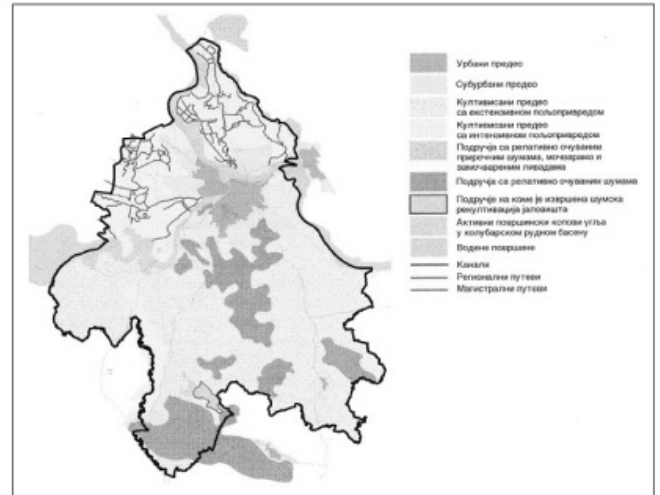 Урбани предео
Субурбани предео
Култивисани предео
са екстензивном пољопривредом
Култивисани предео
са интензивном пољопривредом
Подручја са релативно очуваним
приречним шумама, мочварама и
замочвареним ливадама
Подручја са релативно очуваним шумама
Подручје на коме је извршена шумска
рекултивација јаловишта
Активни површински копови угља
у колубарском рудном басену
Водене површине
Канали
Регионални путеви
Магистрални путеви